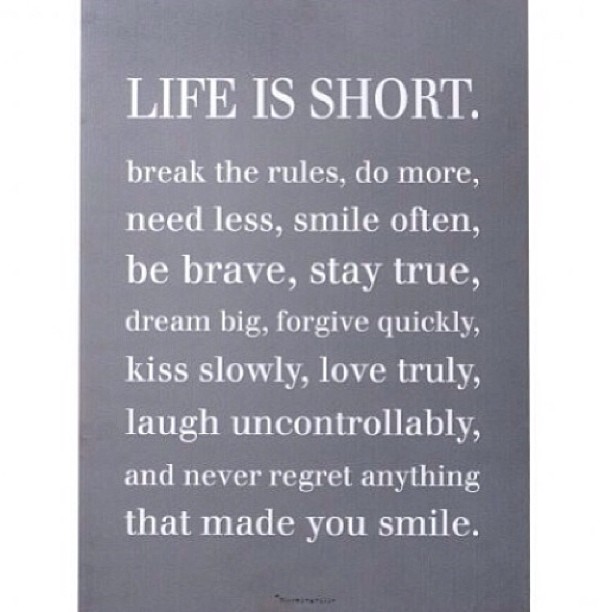 LIFE IS SHORT.
break the rules, do more,
need less, smile often,
be brave, stay true,
dream big, forgive quickly,
kiss slowly, love truly,
laugh uncontrollably,
and never regret anything
that made you smile.